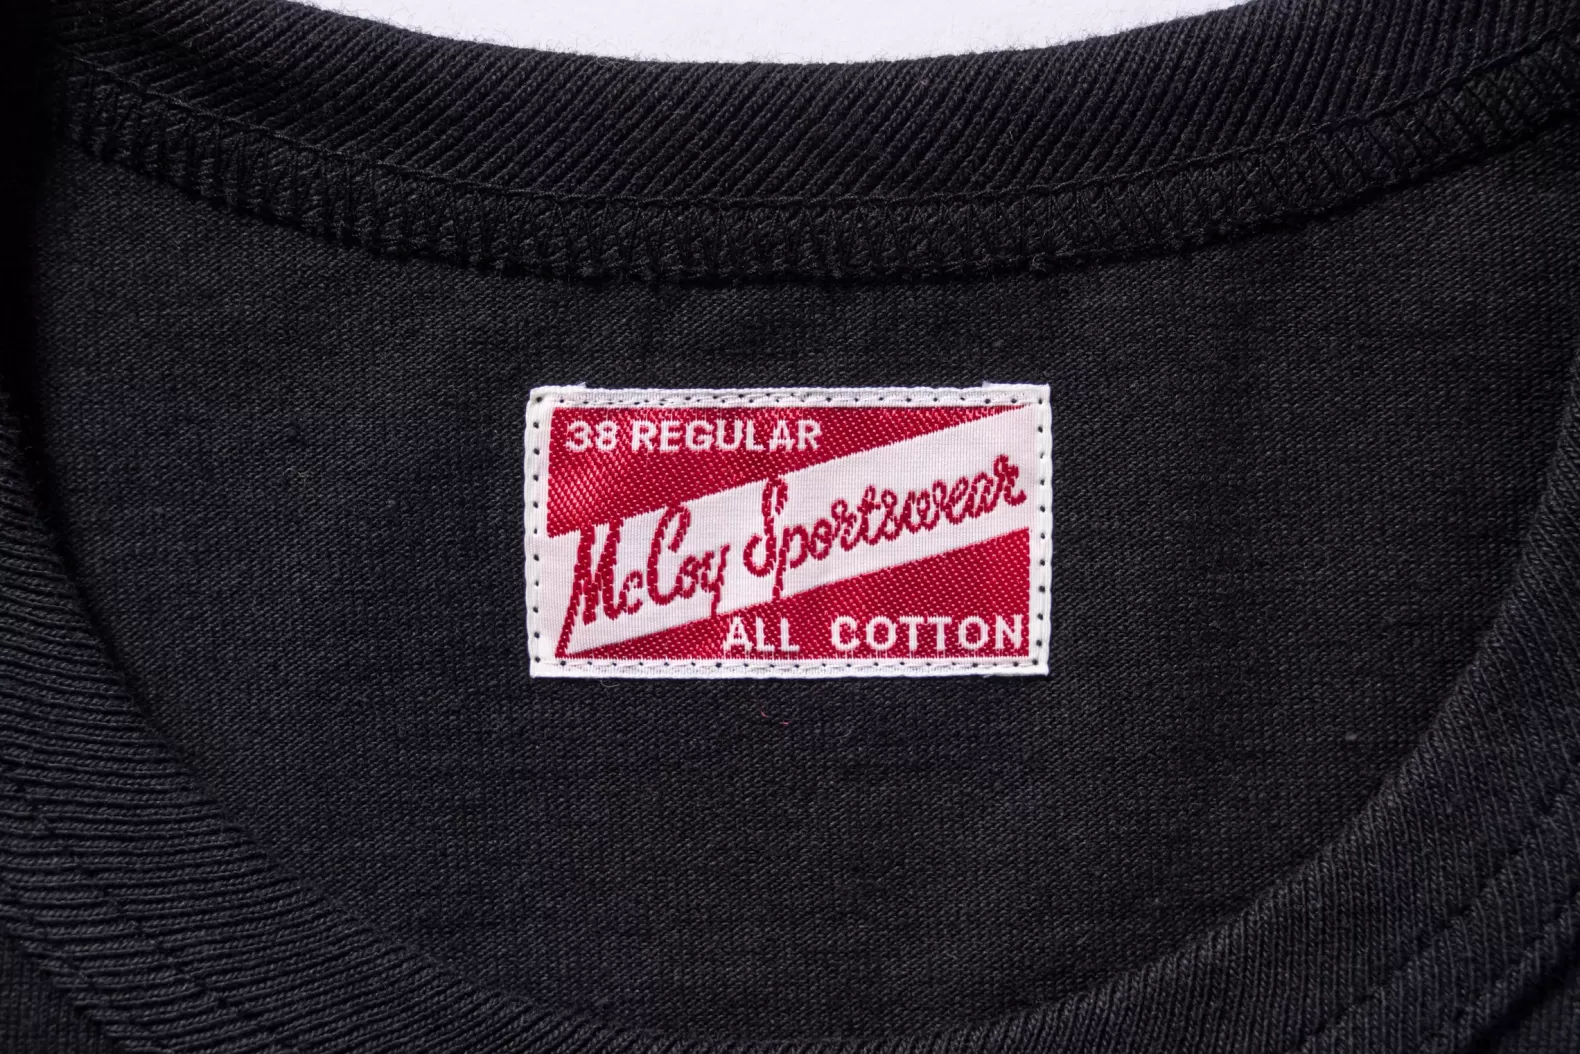 38 REGULAR
McCoy Sportswear
ALL COTTON